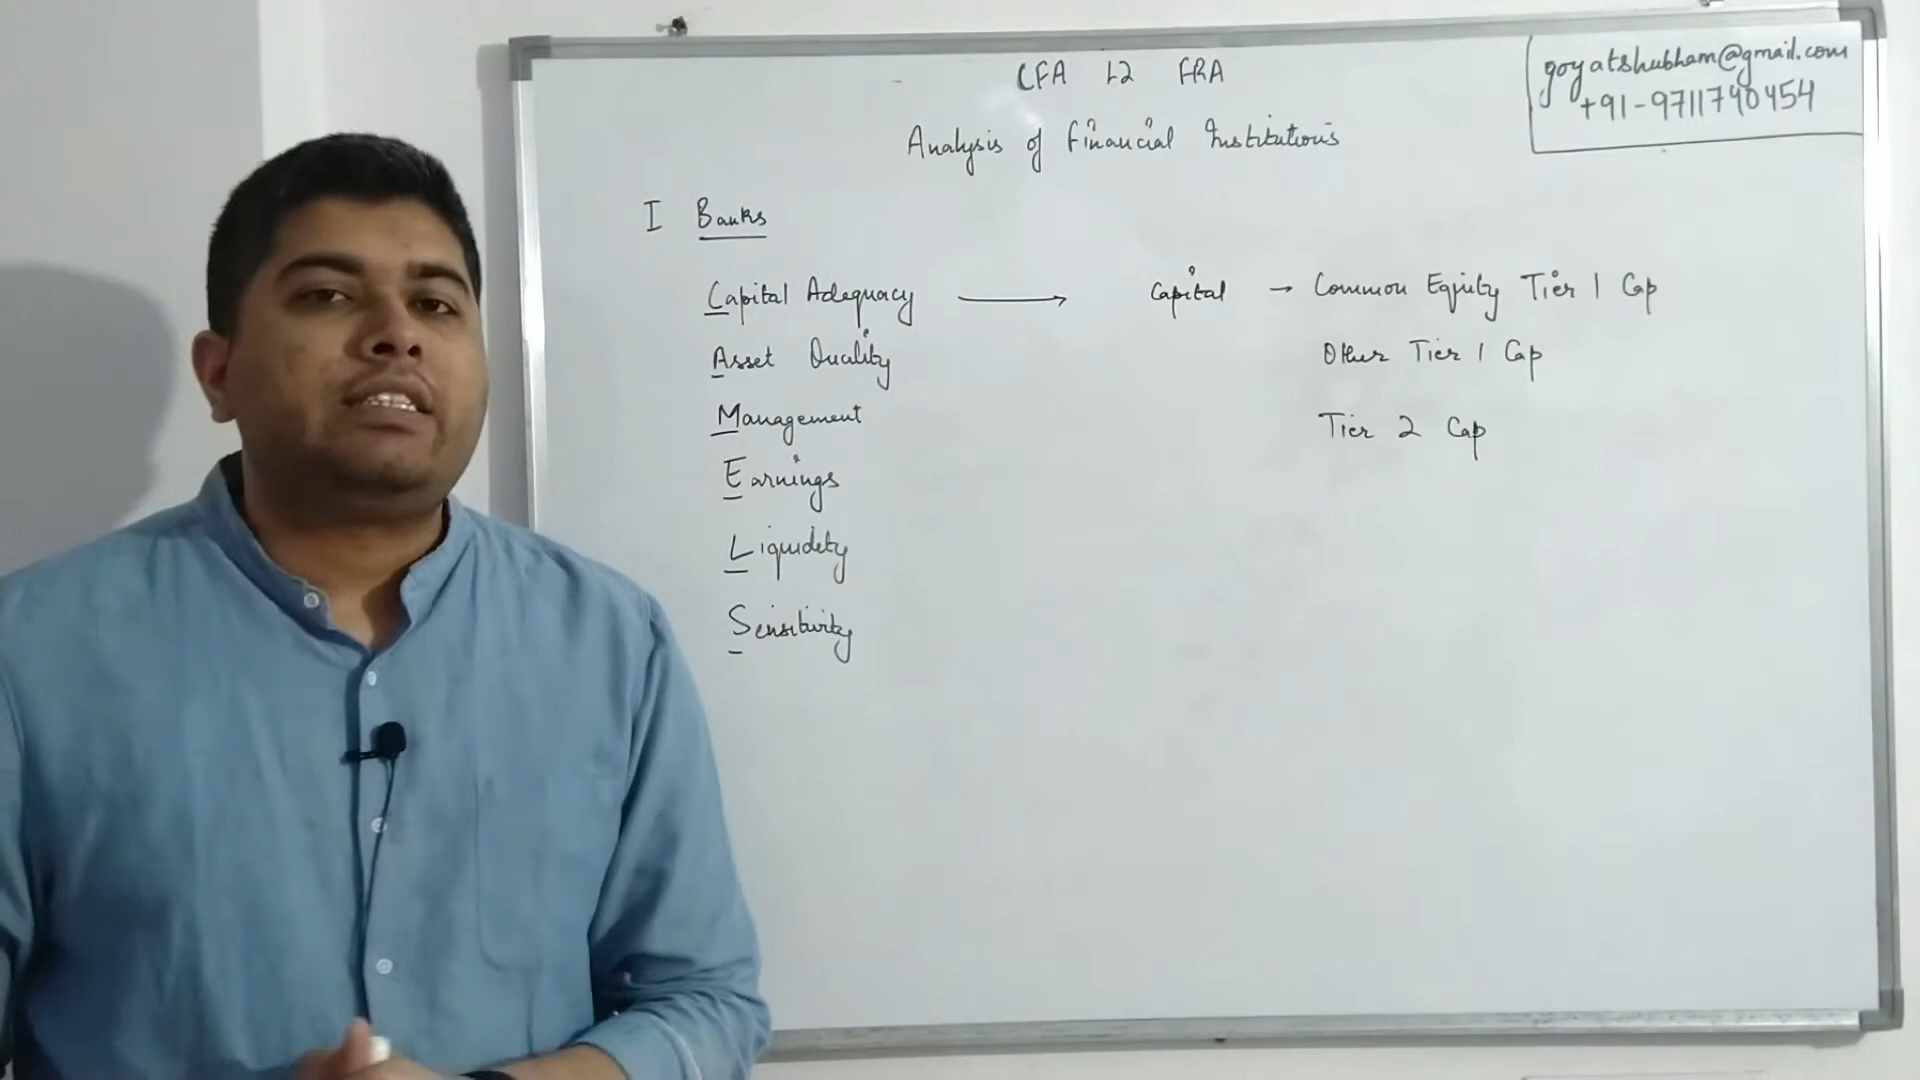 CFA L2 FRA
goyatshubham@gmail.com
+91-9711740454
Analysis of Financial Institutions
I Banks
Capital Adequacy → Capital → Common Equity Tier 1 Cap
Asset Quality
Other Tier 1 Cap
Management
Tier 2 Cap
Earnings
Liquidity
Sensitivity